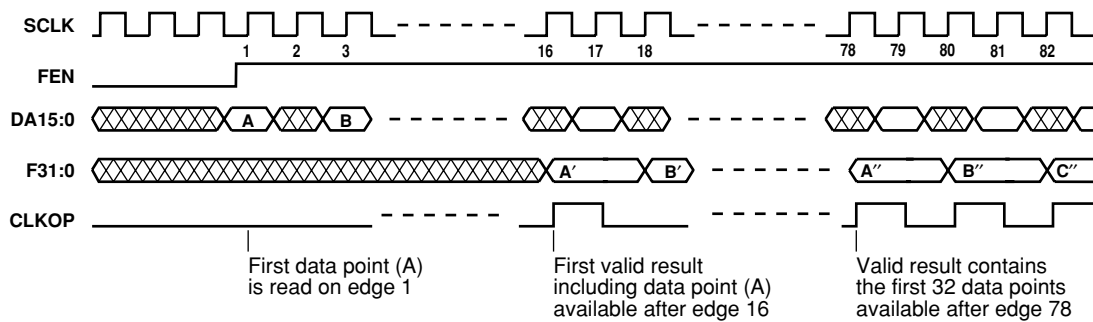 SCLK
1 2 3 16 17 18 78 79 80 81 82
FEN
DA15:0 A B
F31:0 A′ B′ A″ B″ C″
CLKOP
First data point (A)
is read on edge 1
First valid result
including data point (A)
available after edge 16
Valid result contains
the first 32 data points
available after edge 78